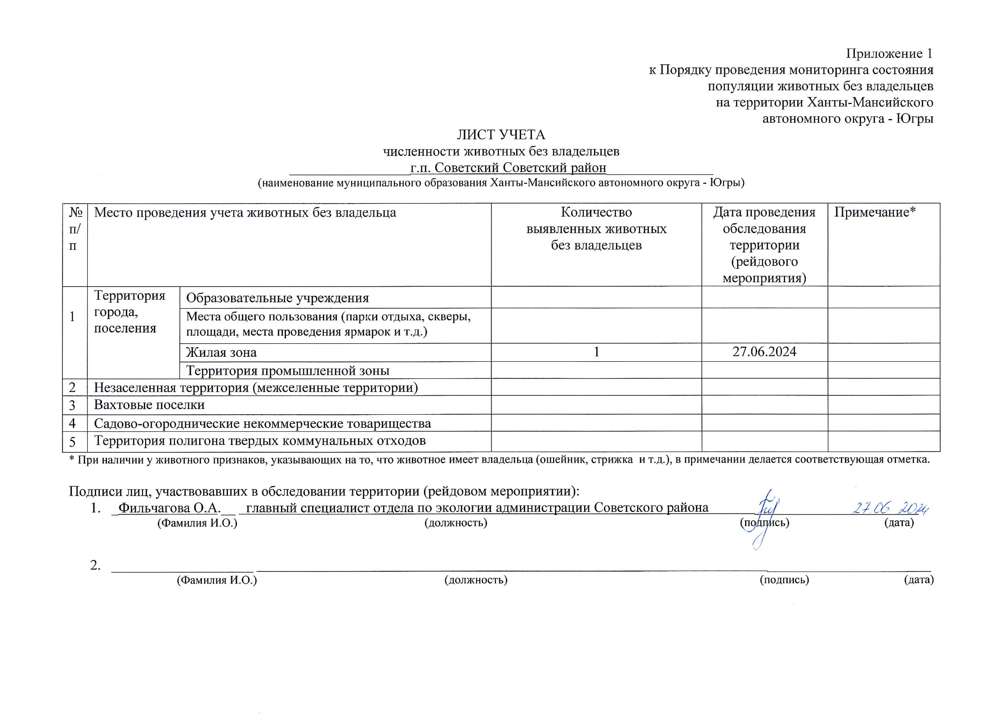 Приложение 1
к Порядку проведения мониторинга состояния
популяции животных без владельцев
на территории Ханты-Мансийского
автономного округа - Югры
ЛИСТ УЧЕТА
численности животных без владельцев
г.п. Советский Советский район
(наименование муниципального образования Ханты-Мансийского автономного округа - Югры)
№ п/п Место проведения учета животных без владельца Количество выявленных животных без владельцев Дата проведения обследования территории (рейдового мероприятия) Примечание*
1 Территория города, поселения Образовательные учреждения
Места общего пользования (парки отдыха, скверы,
площади, места проведения ярмарок и т.д.)
Жилая зона 1 27.06.2024
Территория промышленной зоны
2 Незаселенная территория (межселенные территории)
3 Вахтовые поселки
4 Садово-огороднические некоммерческие товарищества
5 Территория полигона твердых коммунальных отходов
* При наличии у животного признаков, указывающих на то, что животное имеет владельца (ошейник, стрижка и т.д.), в примечании делается соответствующая отметка.
Подписи лиц, участвовавших в обследовании территории (рейдовом мероприятии):
1. Фильчагова О.А. главный специалист отдела по экологии администрации Советского района 27.06 2024
(Фамилия И.О.) (должность) (подпись) (дата)
2.
(Фамилия И.О.) (должность) (подпись) (дата)